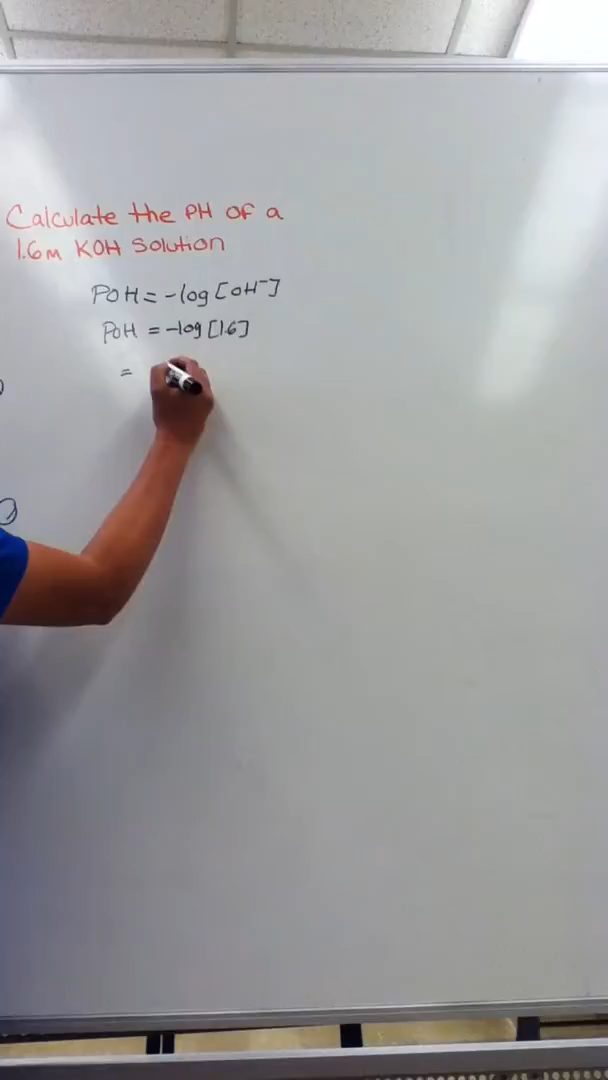 Calculate the PH of a
1.6M KOH Solution
POH = -log [OH⁻]
POH = -log [1.6]
=